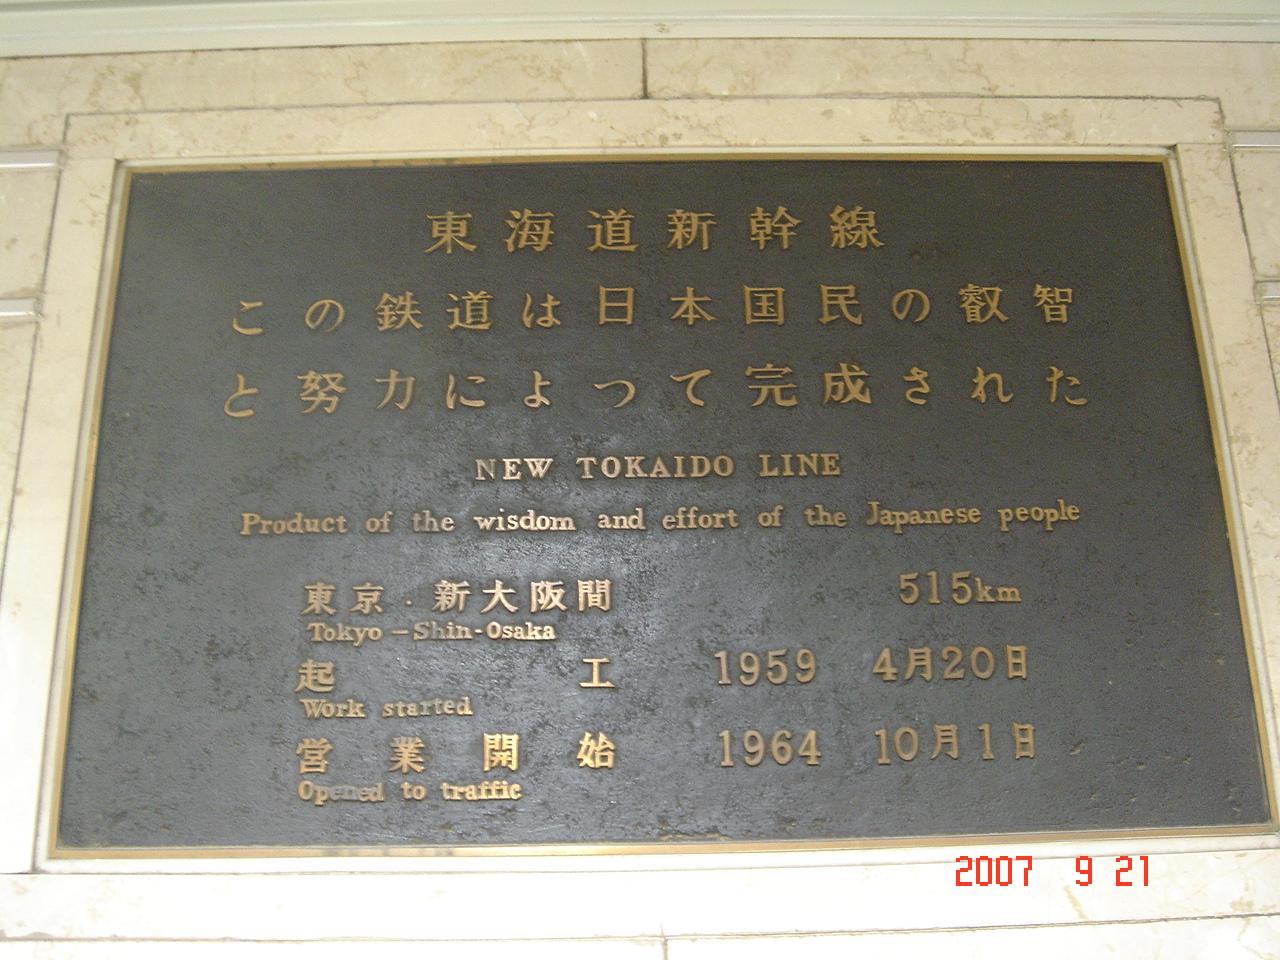 東海道新幹線
この鉄道は日本国民の叡智
と努力によつて完成された
NEW TOKAIDO LINE
Product of the wisdom and effort of the Japanese people
東京・新大阪間 515km
Tokyo-Shin-Osaka
起工 1959 4月20日
Work started
営業開始 1964 10月1日
Opened to traffic
2007 9 21